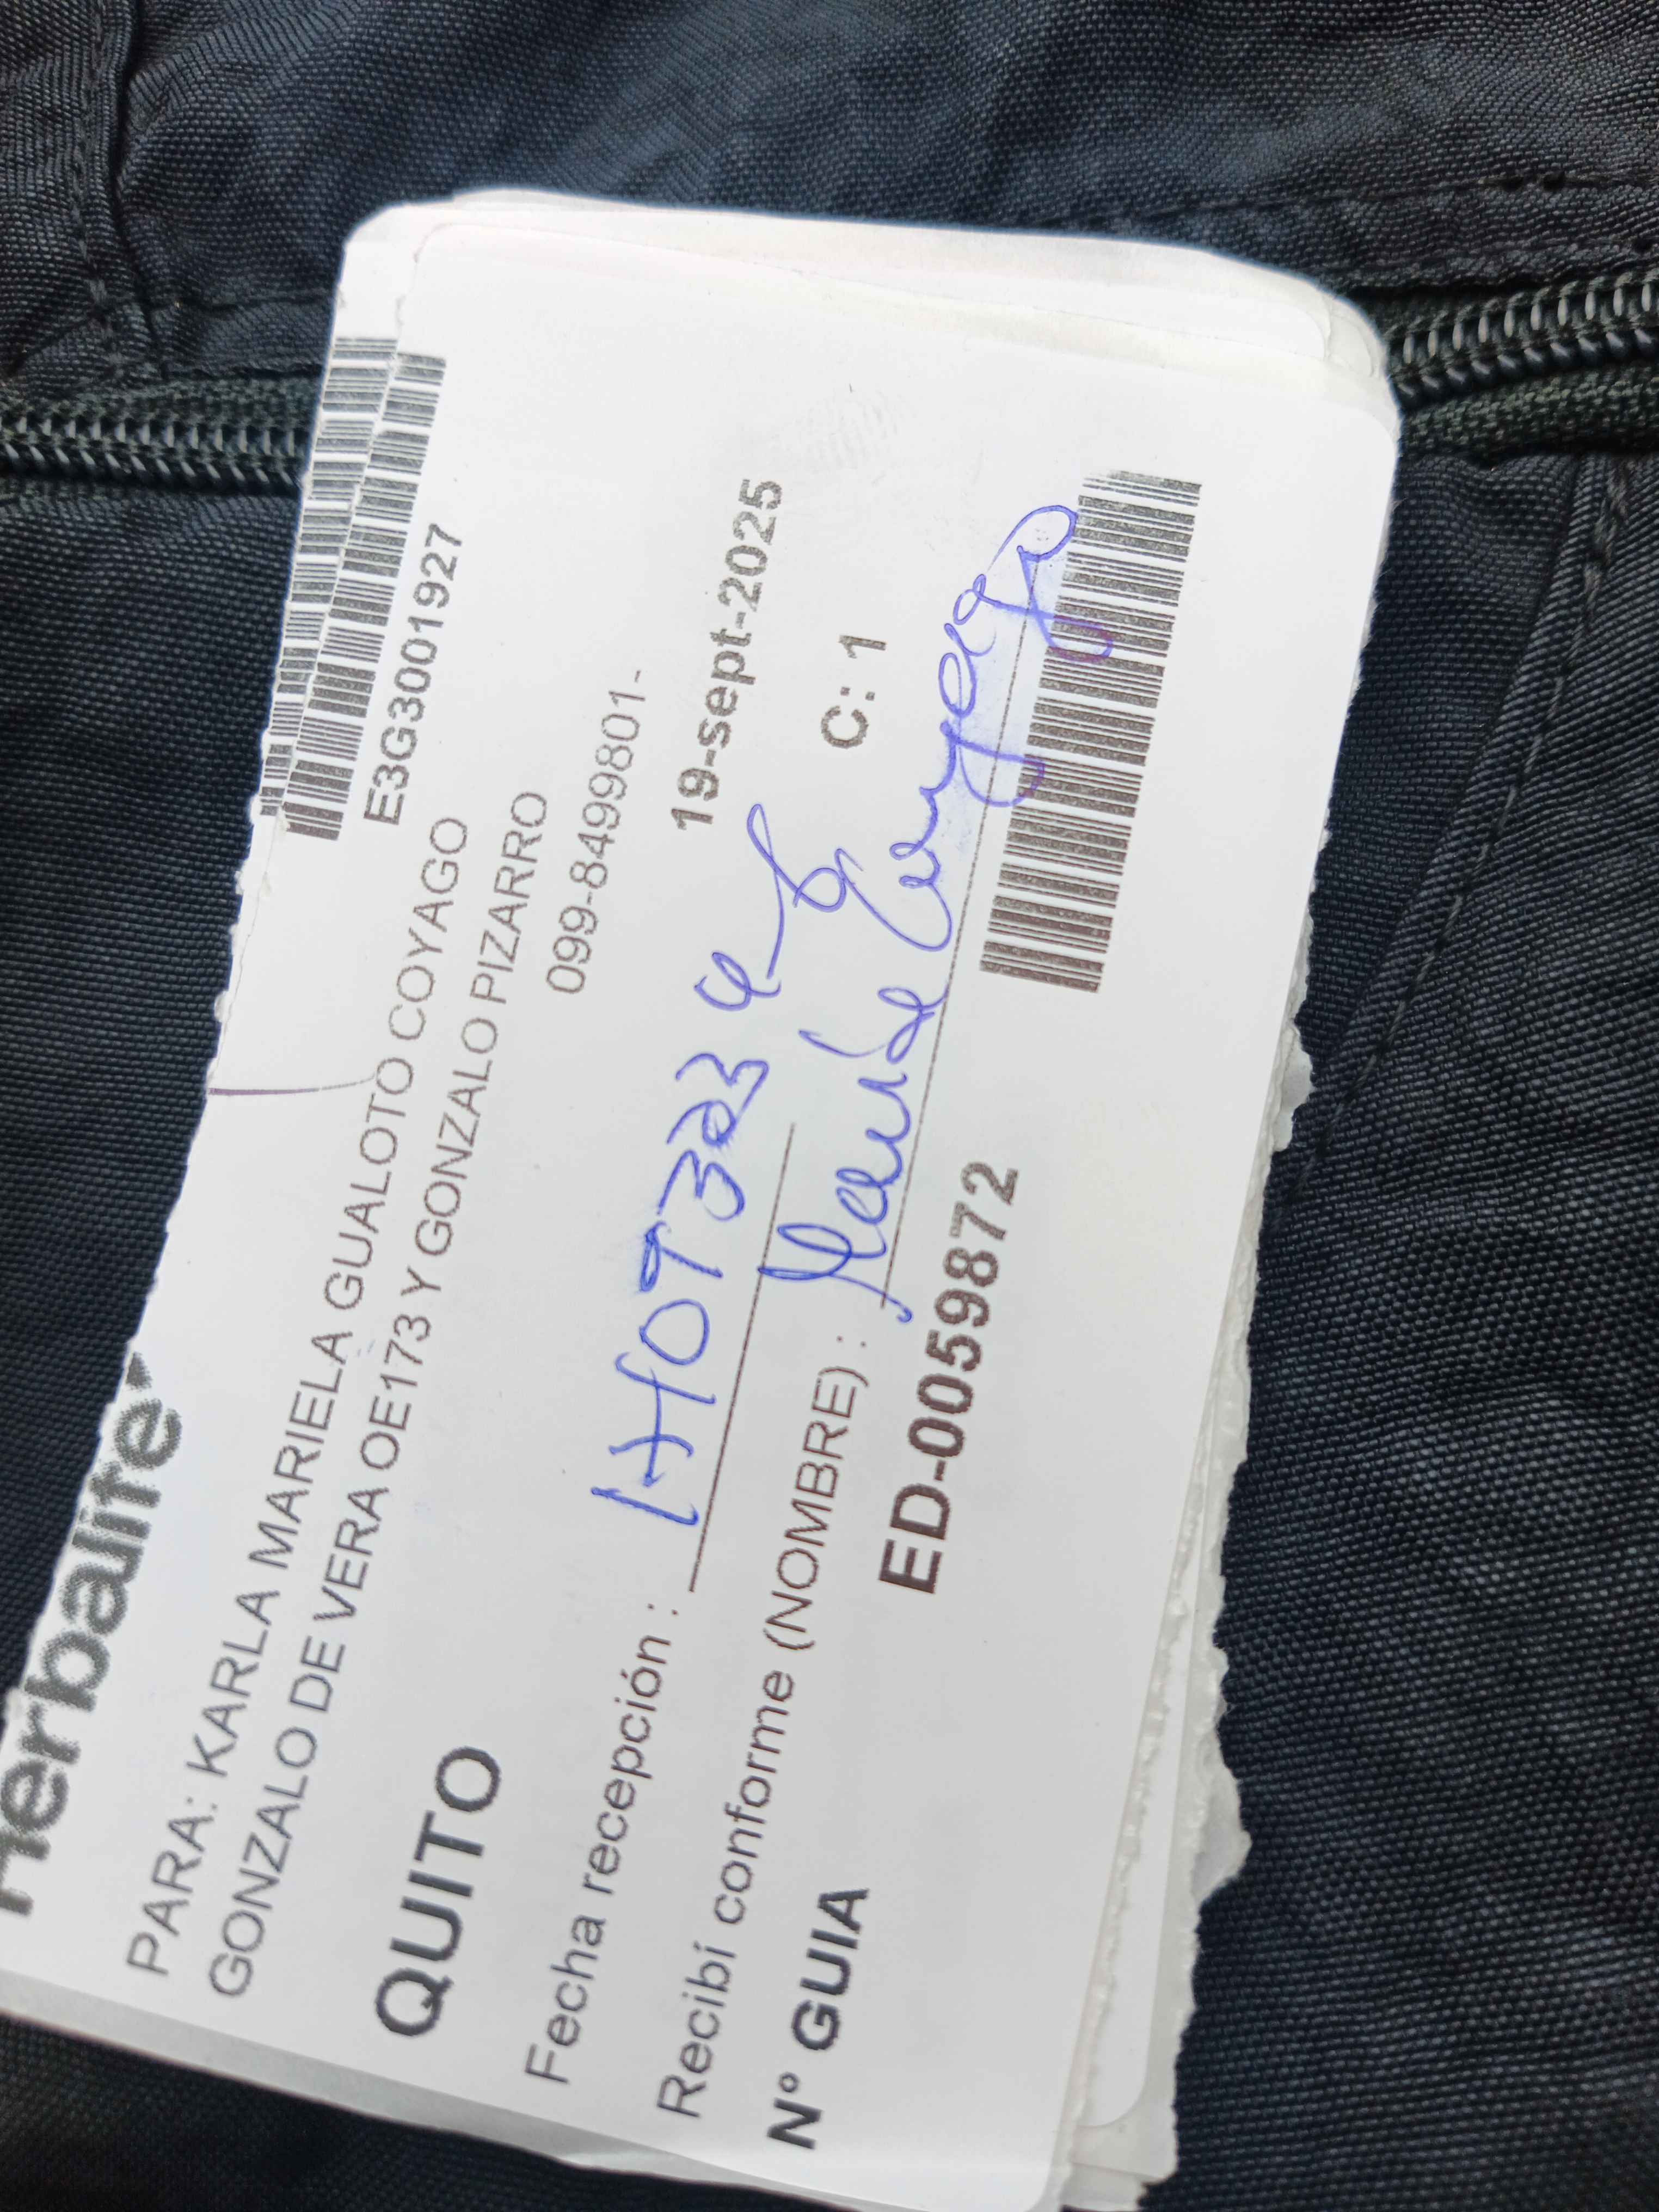 Herbalife
E3G3001927
PARA: KARLA MARIELA GUALOTO COYAGO
GONZALO DE VERA OE173 Y GONZALO PIZARRO
099-8499801-
QUITO
19-sept-2025
Fecha recepción :
C: 1
Recibí conforme (NOMBRE) :
N° GUIA ED-0059872